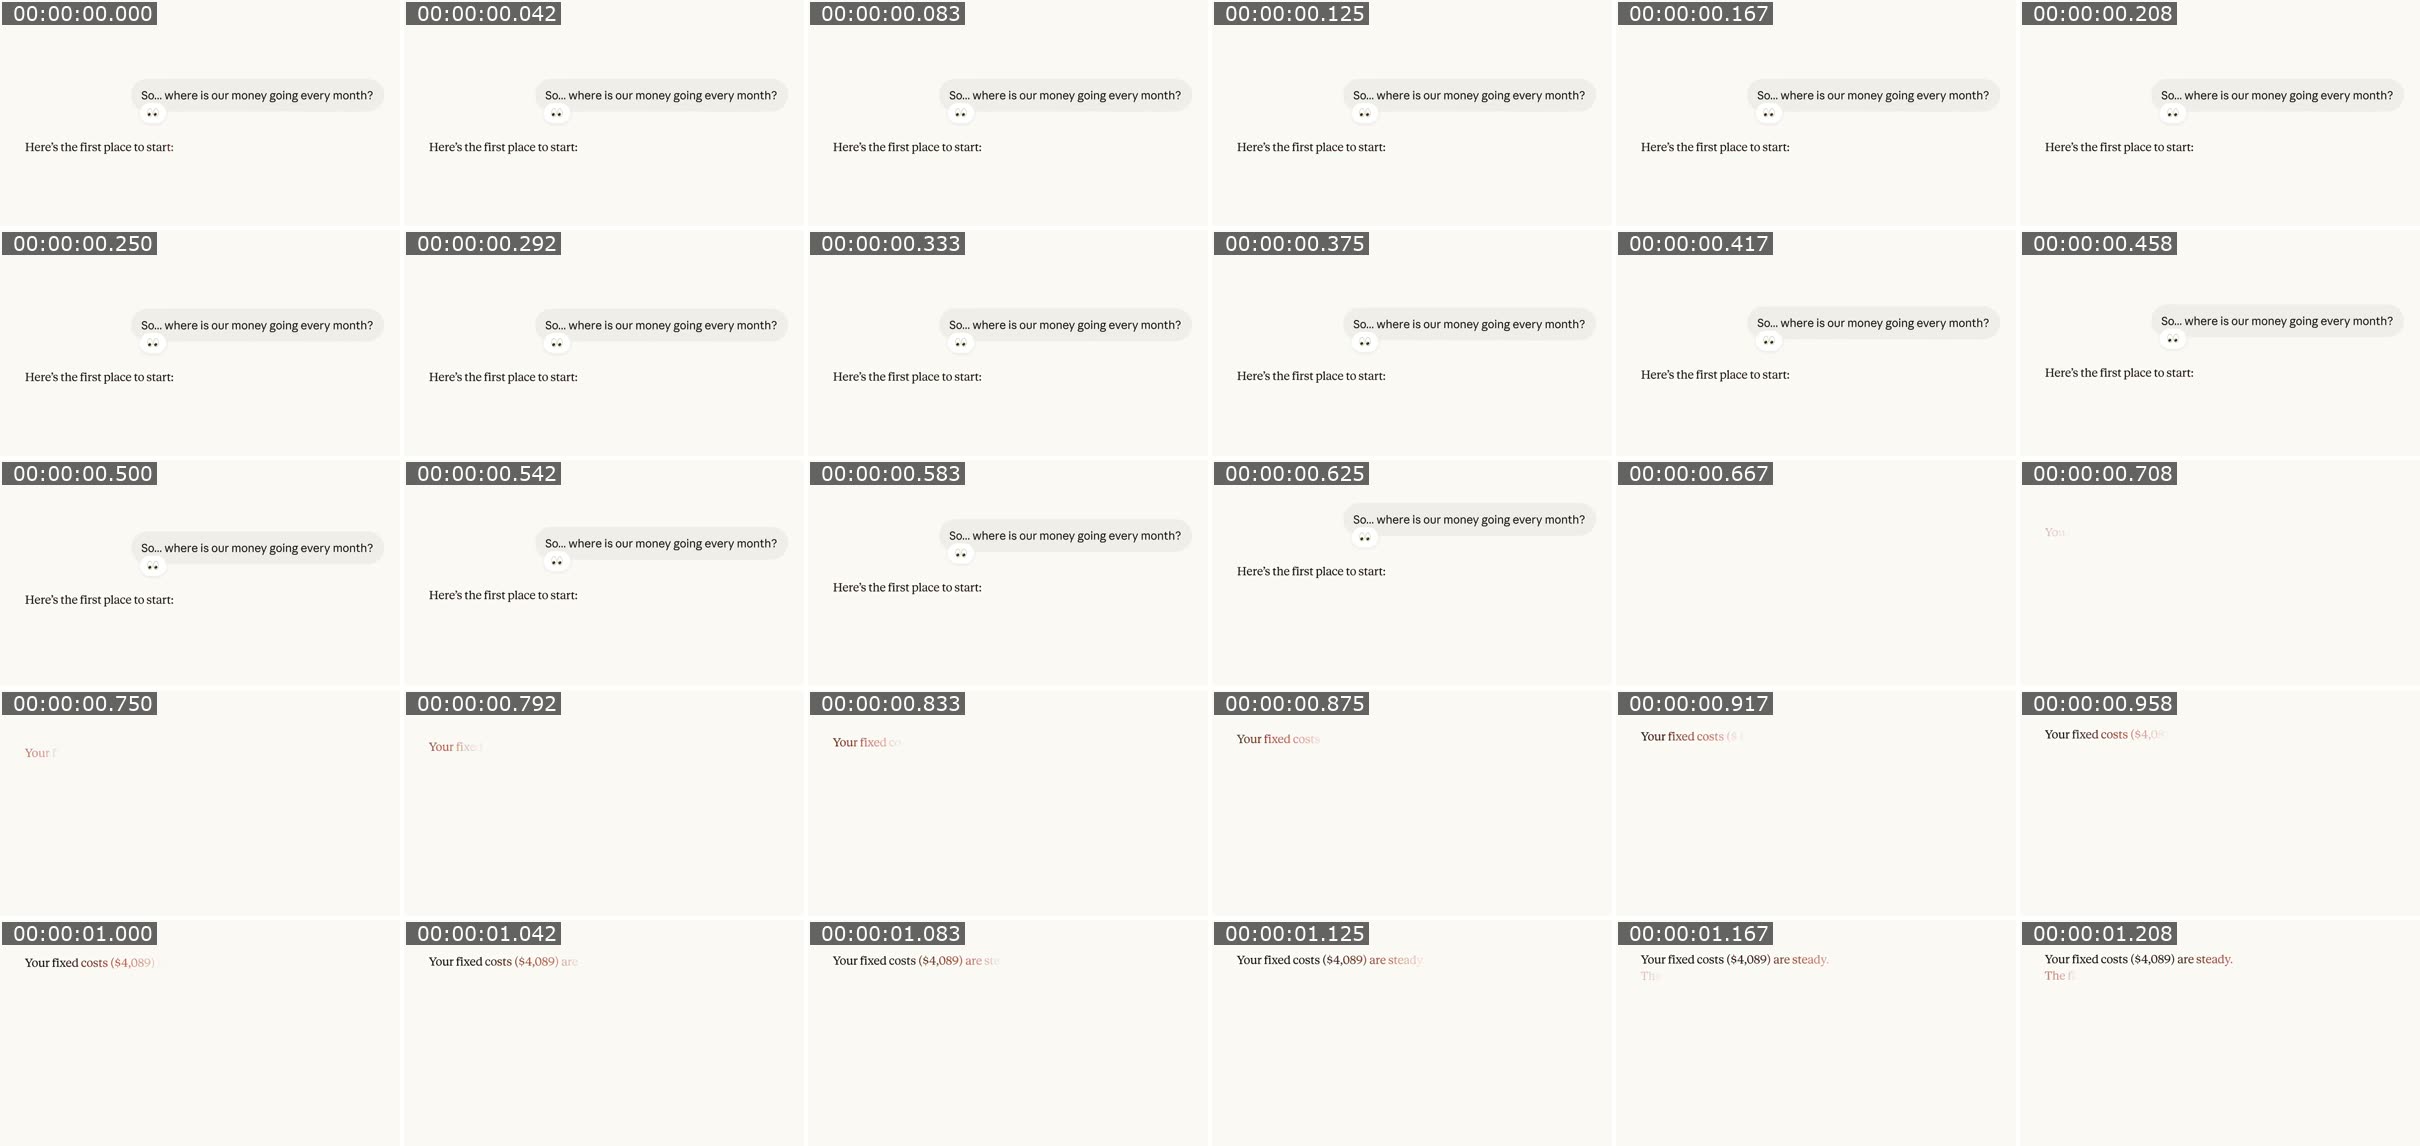 00:00:00.000
So... where is our money going every month?
Here's the first place to start:
00:00:00.042
So... where is our money going every month?
Here's the first place to start:
00:00:00.083
So... where is our money going every month?
Here's the first place to start:
00:00:00.125
So... where is our money going every month?
Here's the first place to start:
00:00:00.167
So... where is our money going every month?
Here's the first place to start:
00:00:00.208
So... where is our money going every month?
Here's the first place to start:
00:00:00.250
So... where is our money going every month?
Here's the first place to start:
00:00:00.292
So... where is our money going every month?
Here's the first place to start:
00:00:00.333
So... where is our money going every month?
Here's the first place to start:
00:00:00.375
So... where is our money going every month?
Here's the first place to start:
00:00:00.417
So... where is our money going every month?
Here's the first place to start:
00:00:00.458
So... where is our money going every month?
Here's the first place to start:
00:00:00.500
So... where is our money going every month?
Here's the first place to start:
00:00:00.542
So... where is our money going every month?
Here's the first place to start:
00:00:00.583
So... where is our money going every month?
Here's the first place to start:
00:00:00.625
So... where is our money going every month?
Here's the first place to start:
00:00:00.667
00:00:00.708
You
00:00:00.750
Your f
00:00:00.792
Your fixed
00:00:00.833
Your fixed co
00:00:00.875
Your fixed costs
00:00:00.917
Your fixed costs ($
00:00:00.958
Your fixed costs ($4,08
00:00:01.000
Your fixed costs ($4,089)
00:00:01.042
Your fixed costs ($4,089) are
00:00:01.083
Your fixed costs ($4,089) are ste
00:00:01.125
Your fixed costs ($4,089) are steady
00:00:01.167
Your fixed costs ($4,089) are steady.
The
00:00:01.208
Your fixed costs ($4,089) are steady.
The f